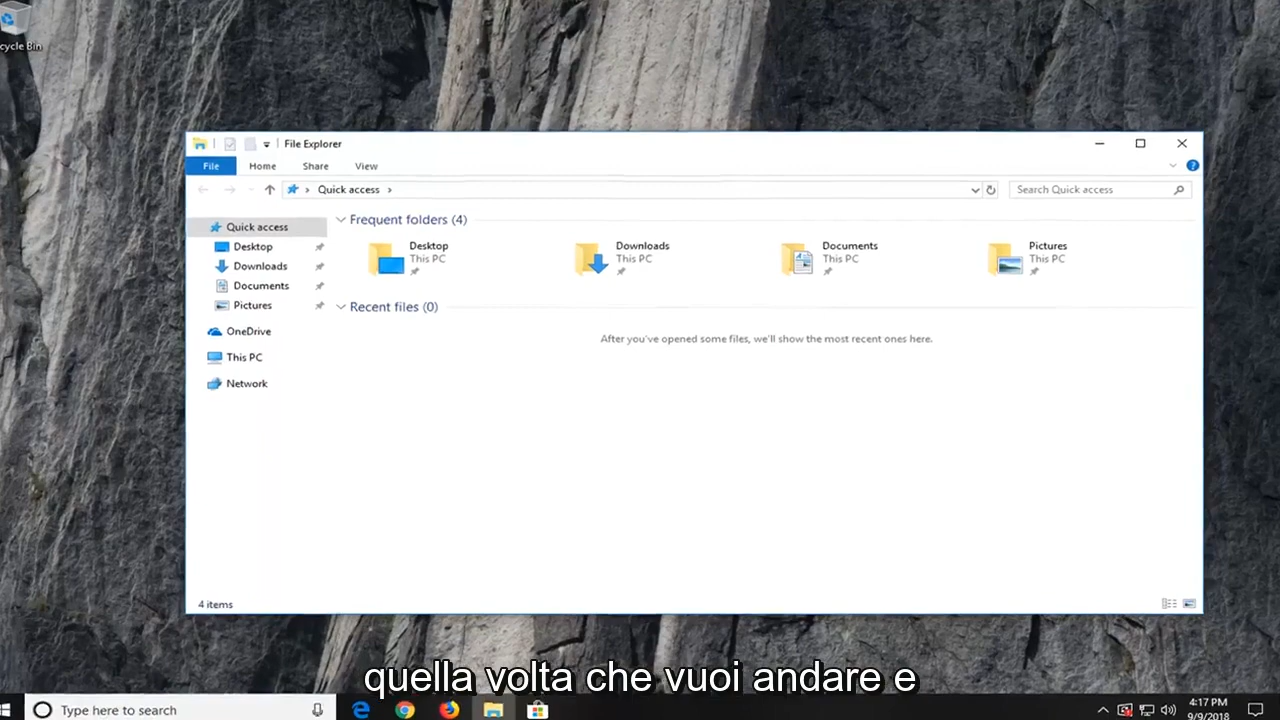 cycle Bin
File Explorer
File Home Share View
Quick access
Search Quick access
Quick access
Desktop
Downloads
Documents
Pictures
OneDrive
This PC
Network
Frequent folders (4)
Desktop
This PC
Downloads
This PC
Documents
This PC
Pictures
This PC
Recent files (0)
After you've opened some files, we'll show the most recent ones here.
4 items
quella volta che vuoi andare e
Type here to search
4:17 PM
9/9/2018